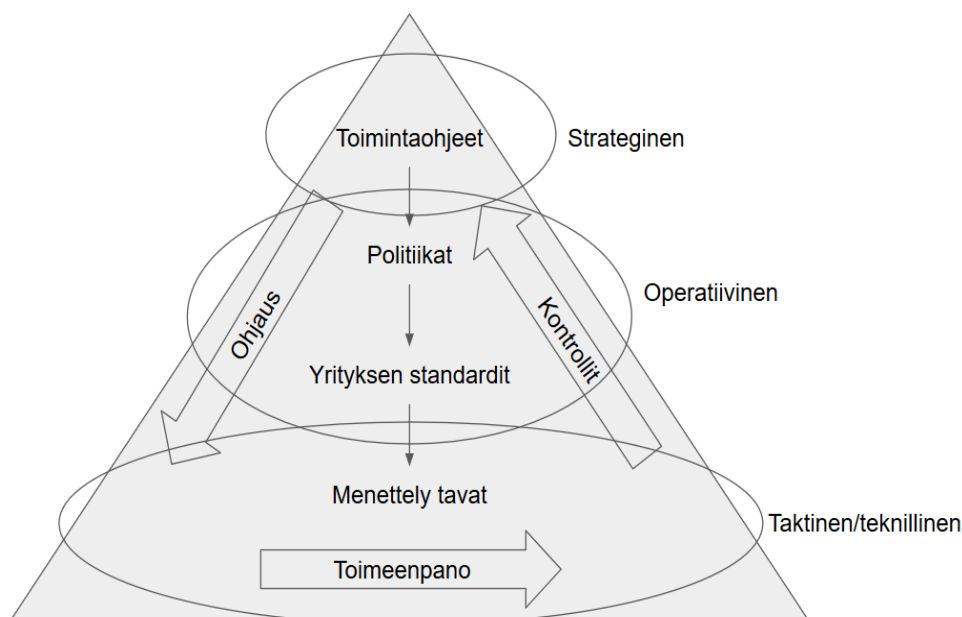 Toimintaohjeet
Strateginen
Politiikat
Operatiivinen
Ohjaus
Kontrollit
Yrityksen standardit
Menettely tavat
Taktinen/teknillinen
Toimeenpano